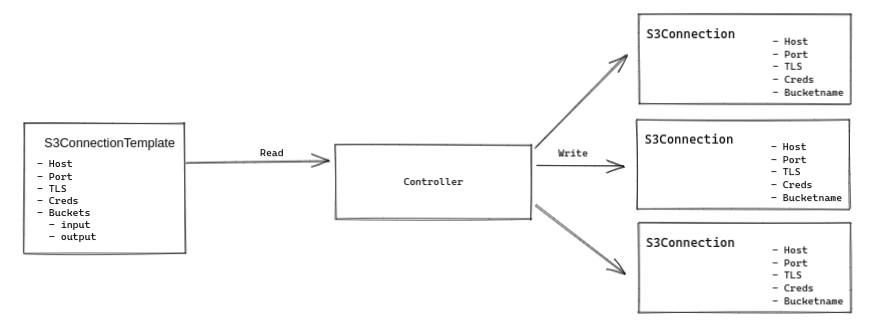 S3ConnectionTemplate
- Host
- Port
- TLS
- Creds
- Buckets
- input
- output
Read
Controller
Write
S3Connection
- Host
- Port
- TLS
- Creds
- Bucketname
S3Connection
- Host
- Port
- TLS
- Creds
- Bucketname
S3Connection
- Host
- Port
- TLS
- Creds
- Bucketname